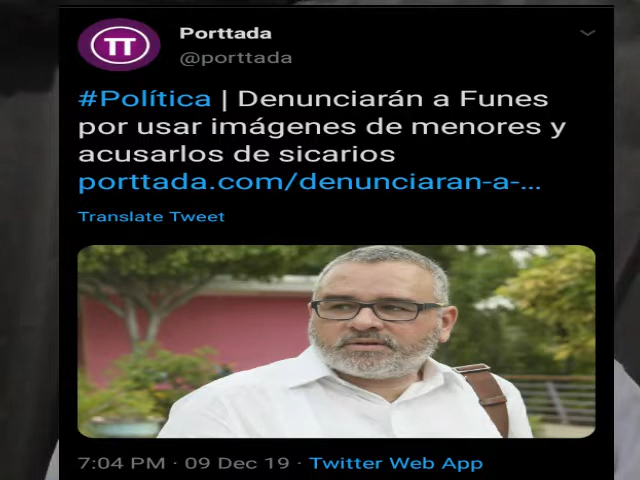 Porttada
@porttada
#Política | Denunciarán a Funes
por usar imágenes de menores y
acusarlos de sicarios
porttada.com/denunciaran-a-...
Translate Tweet
7:04 PM · 09 Dec 19 · Twitter Web App